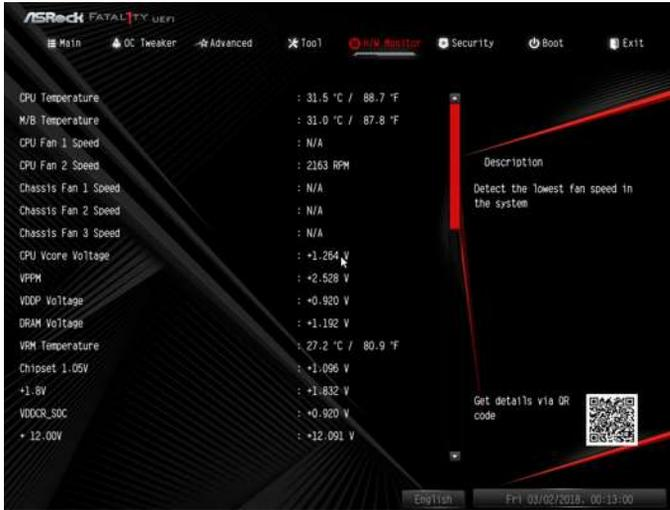 ASRock FATAL1TY UEFI
Main OC Tweaker Advanced Tool H/W Monitor Security Boot Exit
CPU Temperature : 31.5 °C / 88.7 °F
M/B Temperature : 31.0 °C / 87.8 °F
CPU Fan 1 Speed : N/A
CPU Fan 2 Speed : 2163 RPM
Chassis Fan 1 Speed : N/A
Chassis Fan 2 Speed : N/A
Chassis Fan 3 Speed : N/A
CPU Vcore Voltage : +1.264 V
VPPM : +2.528 V
VDDP Voltage : +0.920 V
DRAM Voltage : +1.192 V
VRM Temperature : 27.2 °C / 80.9 °F
Chipset 1.05V : +1.096 V
+1.8V : +1.832 V
VDDCR_SOC : +0.920 V
+ 12.00V : +12.091 V
Description
Detect the lowest fan speed in
the system
Get details via QR
code
English Fri 03/02/2018, 00:13:00